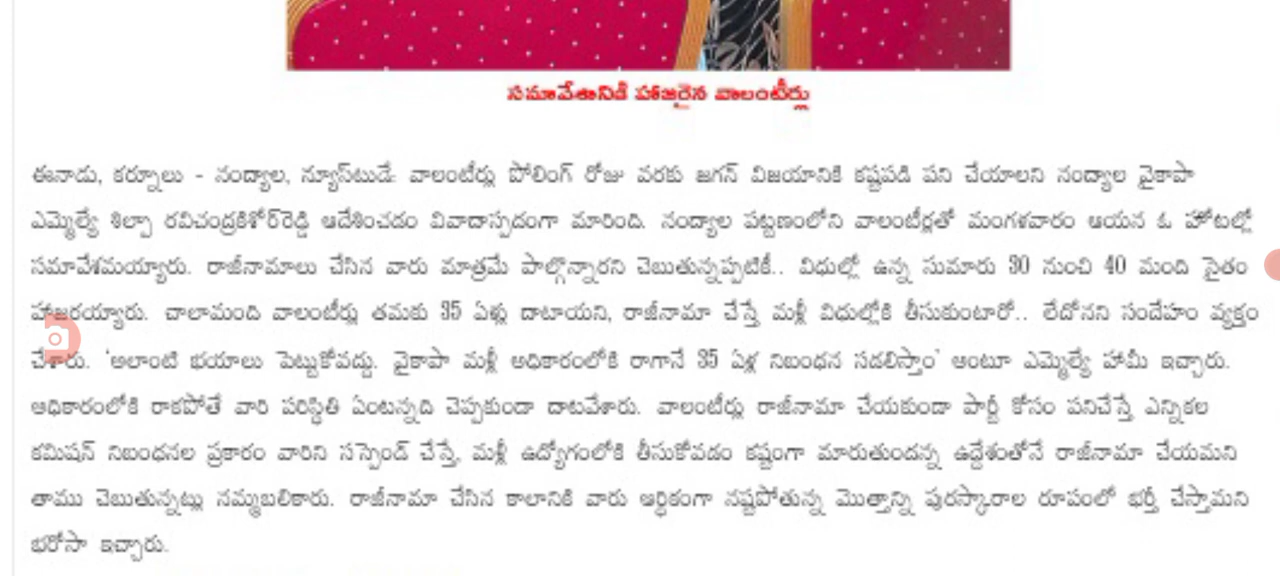 సమావేశానికి హాజరైన వాలంటీర్లు
ఈనాడు, కర్నూలు - నంద్యాల, న్యూస్‌టుడే: వాలంటీర్లు పోలింగ్ రోజు వరకు జగన్ విజయానికి కష్టపడి పని చేయాలని నంద్యాల వైకాపా
ఎమ్మెల్యే శిల్పా రవిచంద్రకిశోర్‌రెడ్డి ఆదేశించడం వివాదాస్పదంగా మారింది. నంద్యాల పట్టణంలోని వాలంటీర్లతో మంగళవారం ఆయన ఓ హోటల్లో
సమావేశమయ్యారు. రాజీనామాలు చేసిన వారు మాత్రమే పాల్గొన్నారని చెబుతున్నప్పటికీ.. విధుల్లో ఉన్న సుమారు 30 నుంచి 40 మంది సైతం
హాజరయ్యారు. చాలామంది వాలంటీర్లు తమకు 35 ఏళ్లు దాటాయని, రాజీనామా చేస్తే మళ్లీ విధుల్లోకి తీసుకుంటారో.. లేదోనని సందేహం వ్యక్తం
చేశారు. 'అలాంటి భయాలు పెట్టుకోవద్దు. వైకాపా మళ్లీ అధికారంలోకి రాగానే 35 ఏళ్ల నిబంధన సడలిస్తాం' అంటూ ఎమ్మెల్యే హామీ ఇచ్చారు.
అధికారంలోకి రాకపోతే వారి పరిస్థితి ఏంటన్నది చెప్పకుండా దాటవేశారు. వాలంటీర్లు రాజీనామా చేయకుండా పార్టీ కోసం పనిచేస్తే ఎన్నికల
కమిషన్ నిబంధనల ప్రకారం వారిని సస్పెండ్ చేస్తే, మళ్లీ ఉద్యోగంలోకి తీసుకోవడం కష్టంగా మారుతుందన్న ఉద్దేశంతోనే రాజీనామా చేయమని
తాము చెబుతున్నట్లు నమ్మబలికారు. రాజీనామా చేసిన కాలానికి వారు ఆర్థికంగా నష్టపోతున్న మొత్తాన్ని పురస్కారాల రూపంలో భర్తీ చేస్తామని
భరోసా ఇచ్చారు.